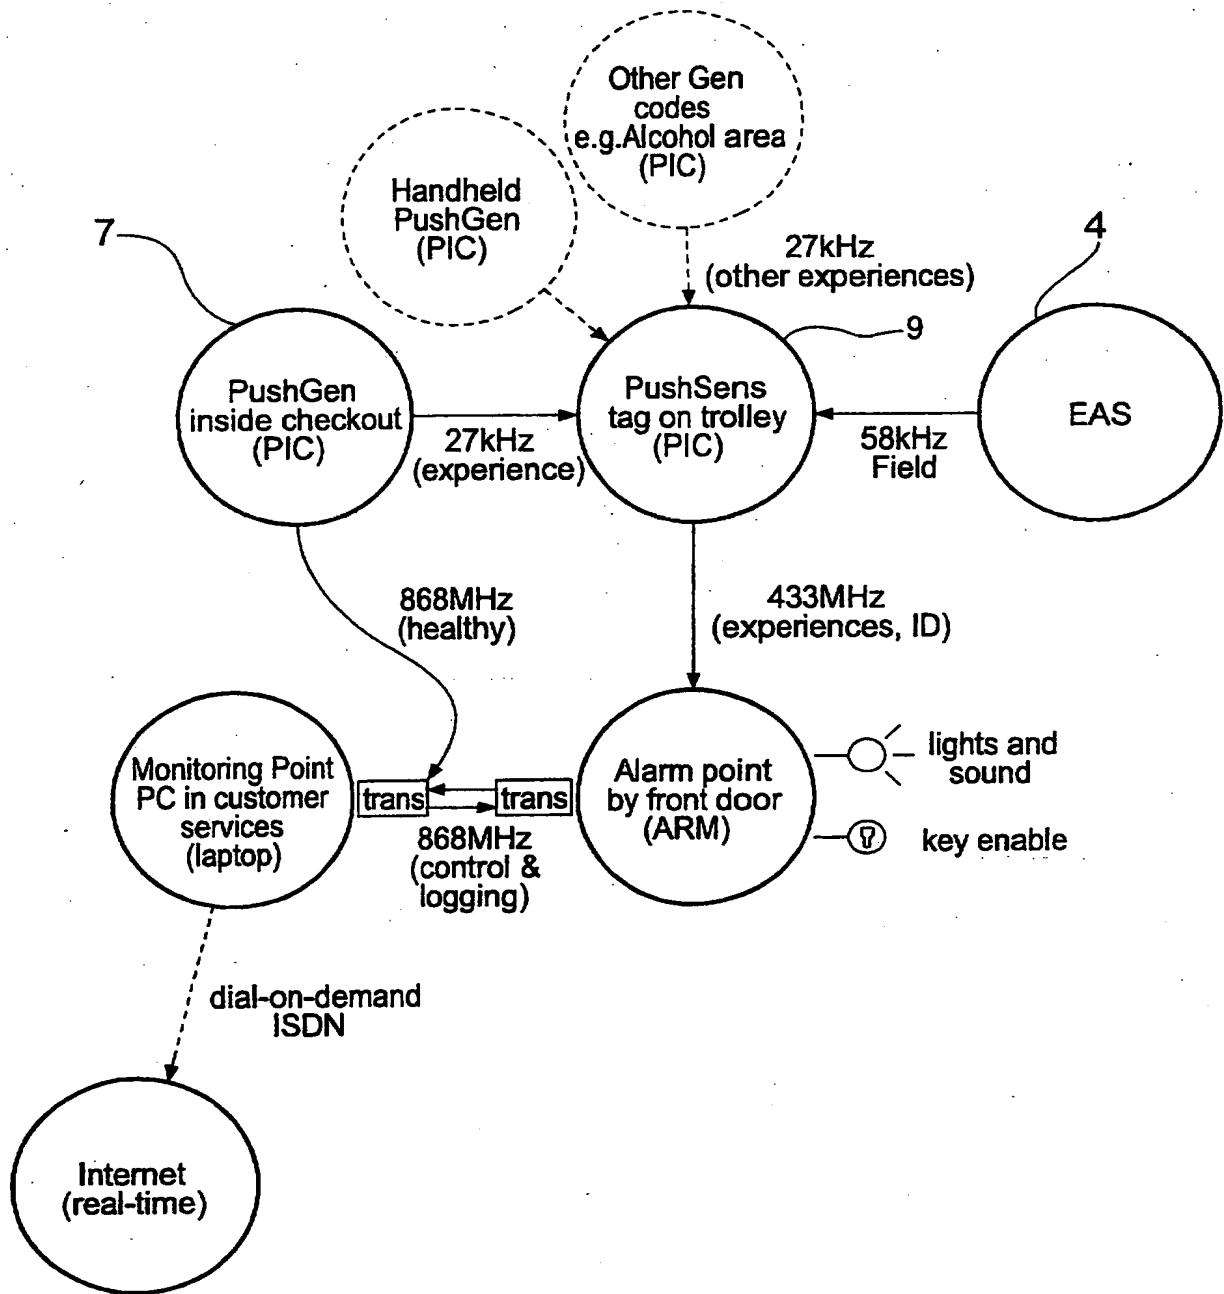 Other Gen
codes
e.g.Alcohol area
(PIC)
Handheld
PushGen
(PIC)
7
27kHz
(other experiences)
4
9
PushGen
inside checkout
(PIC)
27kHz
(experience)
PushSens
tag on trolley
(PIC)
58kHz
Field
EAS
868MHz
(healthy)
433MHz
(experiences, ID)
Monitoring Point
PC in customer
services
(laptop)
trans
trans
868MHz
(control &
logging)
Alarm point
by front door
(ARM)
lights and
sound
key enable
dial-on-demand
ISDN
Internet
(real-time)